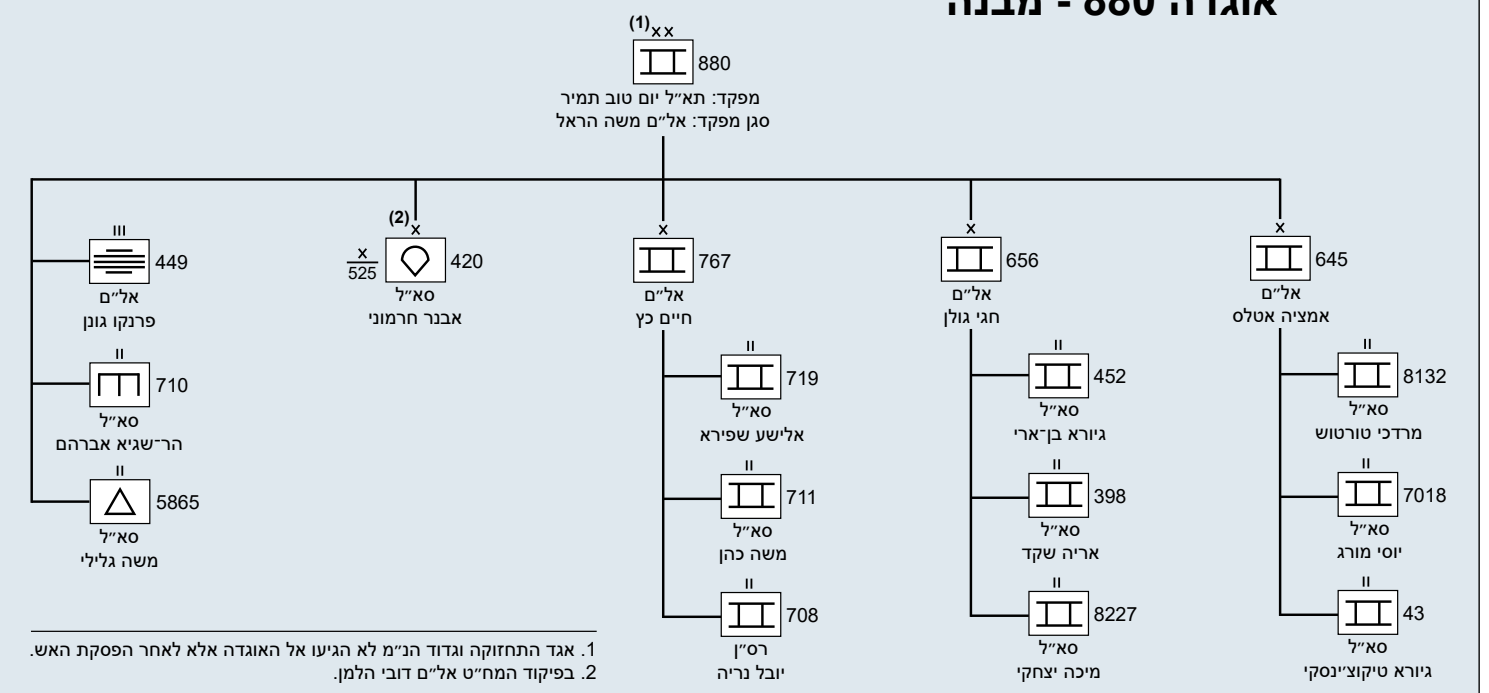 אוגדה 880 - מבנה
(1)
xx
880
מפקד: תא״ל יום טוב תמיר
סגן מפקד: אל״ם משה הראל
x
645
אל״ם
אמציה אטלס
II
8132
סא״ל
מרדכי טורטוש
II
7018
סא״ל
יוסי מורג
II
43
סא״ל
גיורא טיקוצ׳ינסקי
x
656
אל״ם
חגי גולן
II
452
סא״ל
גיורא בן־ארי
II
398
סא״ל
אריה שקד
II
8227
סא״ל
מיכה יצחקי
x
767
אל״ם
חיים כץ
II
719
סא״ל
אלישע שפירא
II
711
סא״ל
משה כהן
II
708
רס״ן
יובל נריה
(2)
x
420
x
525
סא״ל
אבנר חרמוני
III
449
אל״ם
פרנקו גונן
II
710
סא״ל
הר־שגיא אברהם
II
5865
סא״ל
משה גלילי
1. אגד התחזוקה וגדוד הנ״מ לא הגיעו אל האוגדה אלא לאחר הפסקת האש.
2. בפיקוד המח״ט אל״ם דובי הלמן.